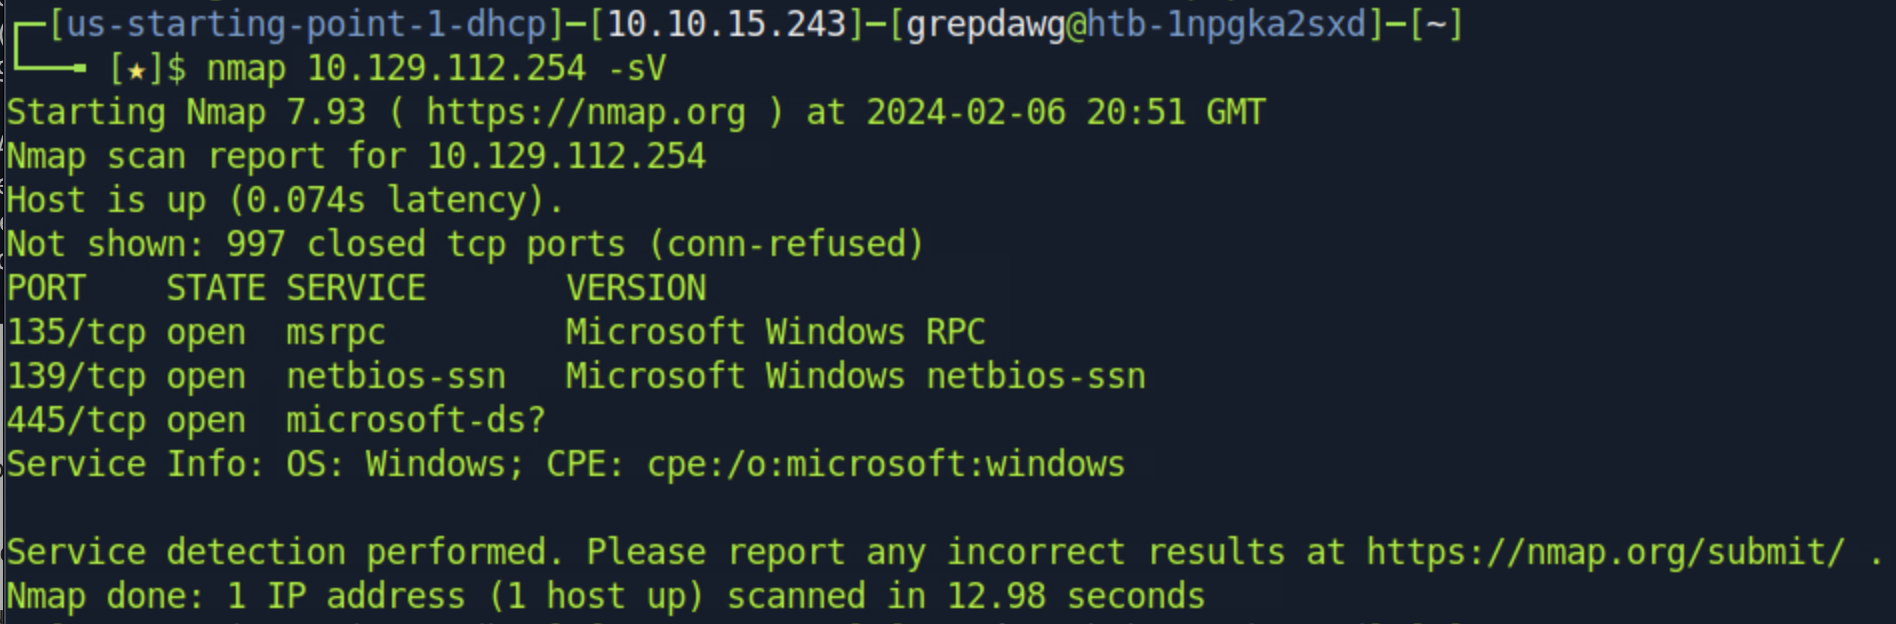 ┌─[us-starting-point-1-dhcp]─[10.10.15.243]─[grepdawg@htb-1npgka2sxd]─[~]
└──╼ [★]$ nmap 10.129.112.254 -sV
Starting Nmap 7.93 ( https://nmap.org ) at 2024-02-06 20:51 GMT
Nmap scan report for 10.129.112.254
Host is up (0.074s latency).
Not shown: 997 closed tcp ports (conn-refused)
PORT    STATE SERVICE       VERSION
135/tcp open  msrpc         Microsoft Windows RPC
139/tcp open  netbios-ssn   Microsoft Windows netbios-ssn
445/tcp open  microsoft-ds?
Service Info: OS: Windows; CPE: cpe:/o:microsoft:windows

Service detection performed. Please report any incorrect results at https://nmap.org/submit/ .
Nmap done: 1 IP address (1 host up) scanned in 12.98 seconds